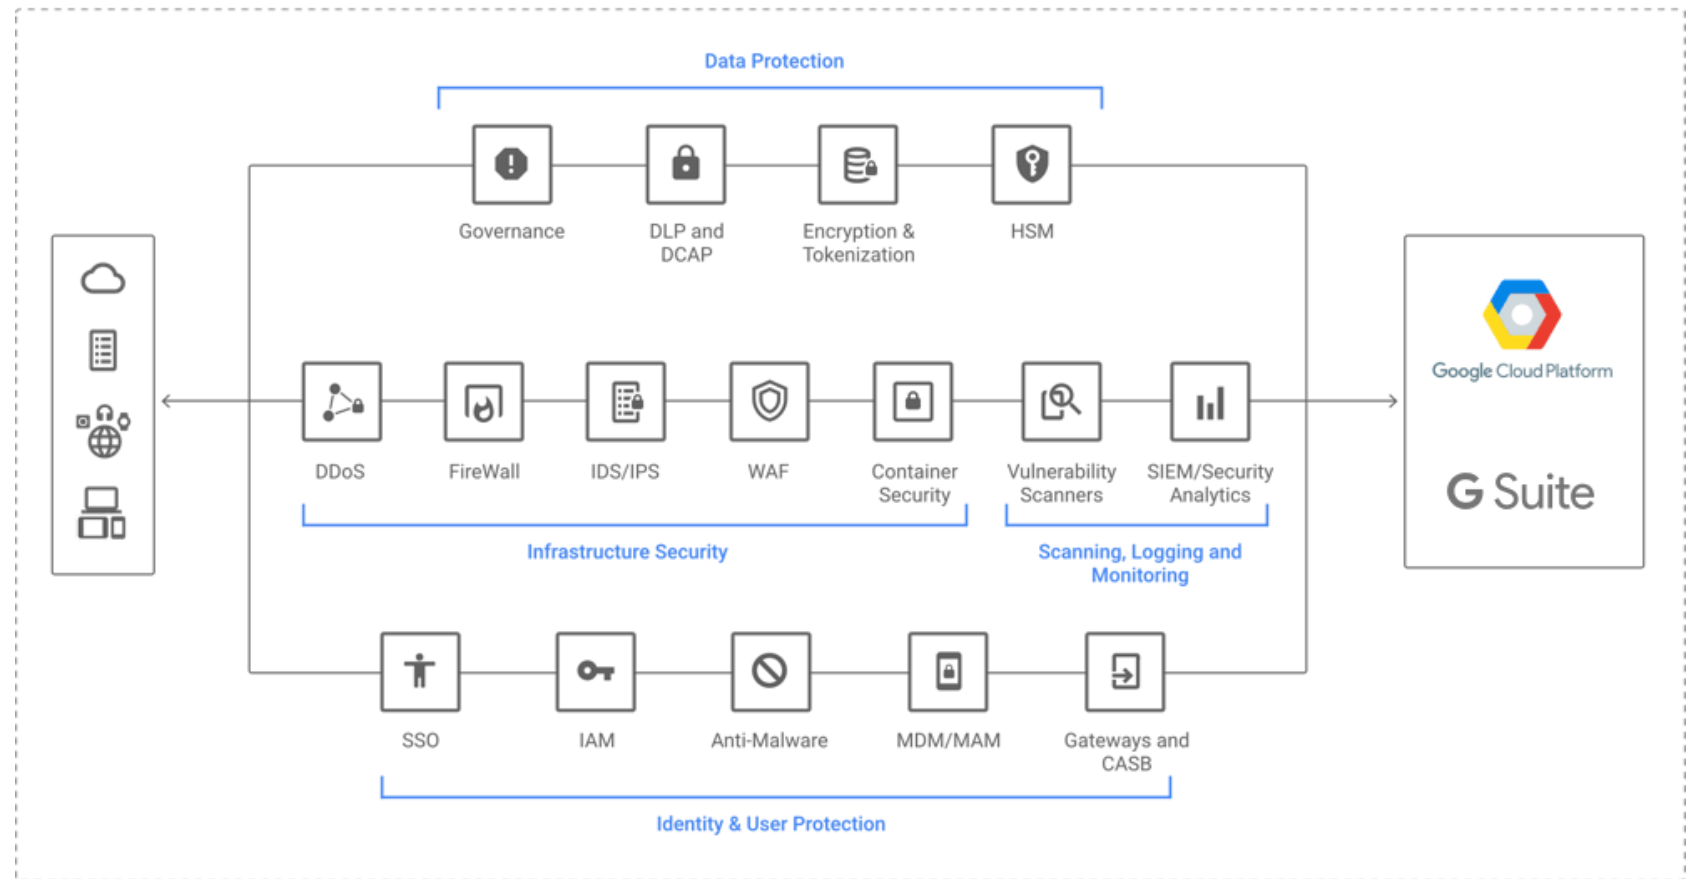 Data Protection
Governance
DLP and
DCAP
Encryption &
Tokenization
HSM
Google Cloud Platform
DDoS
FireWall
IDS/IPS
WAF
Container
Security
Vulnerability
Scanners
SIEM/Security
Analytics
G Suite
Infrastructure Security
Scanning, Logging and
Monitoring
SSO
IAM
Anti-Malware
MDM/MAM
Gateways and
CASB
Identity & User Protection